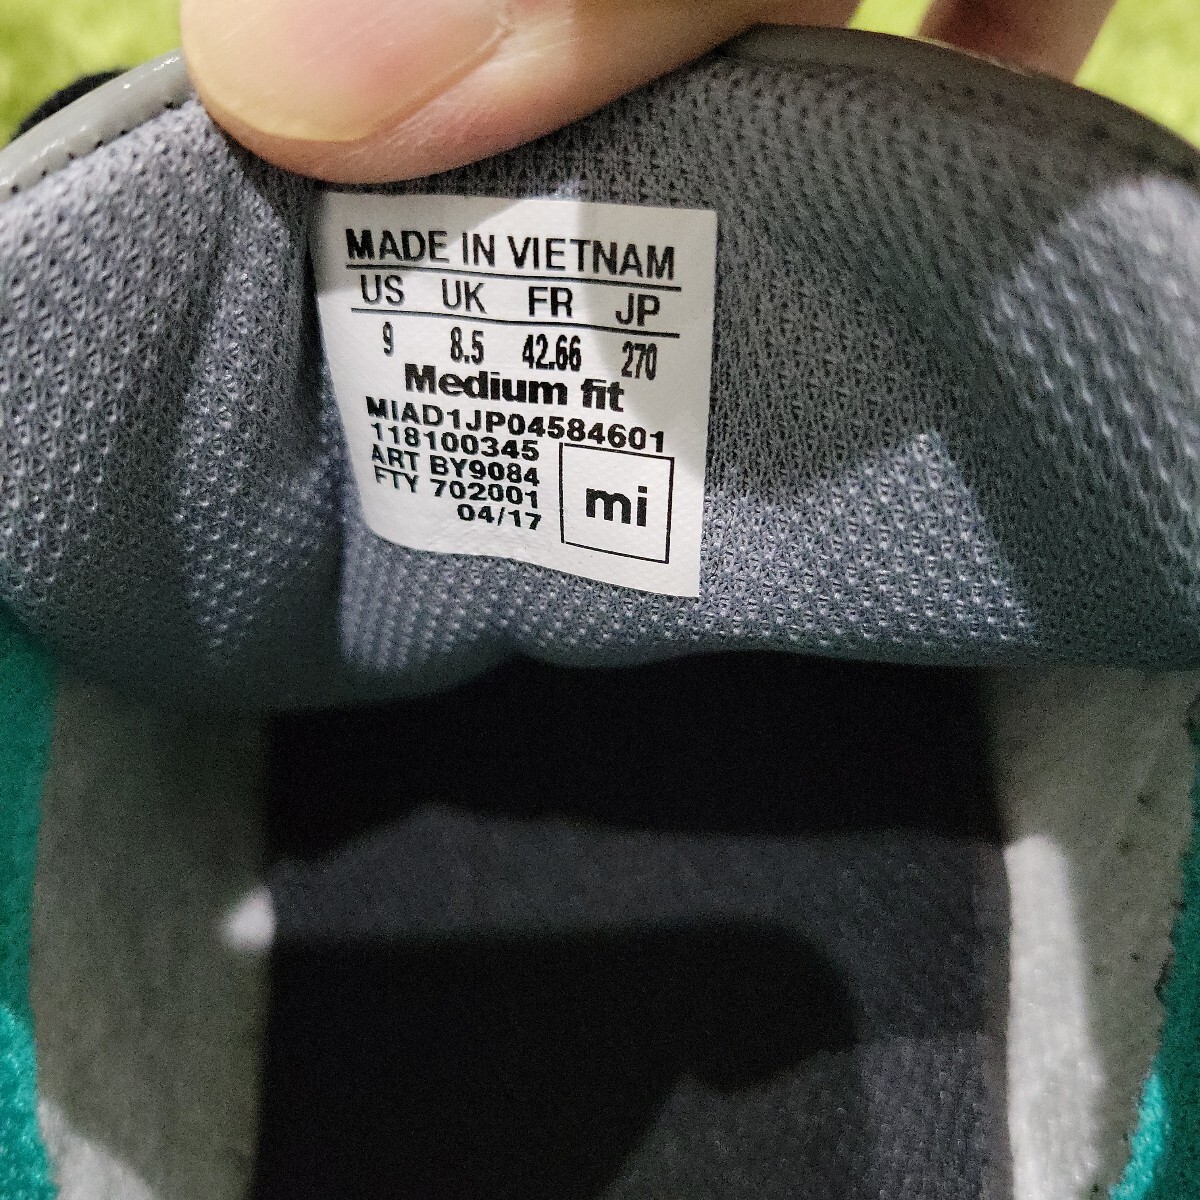 MADE IN VIETNAM
US UK FR JP
9 8.5 42.66 270
Medium fit
MIAD1JP04584601
118100345
ART BY9084
FTY 702001
04/17
mi